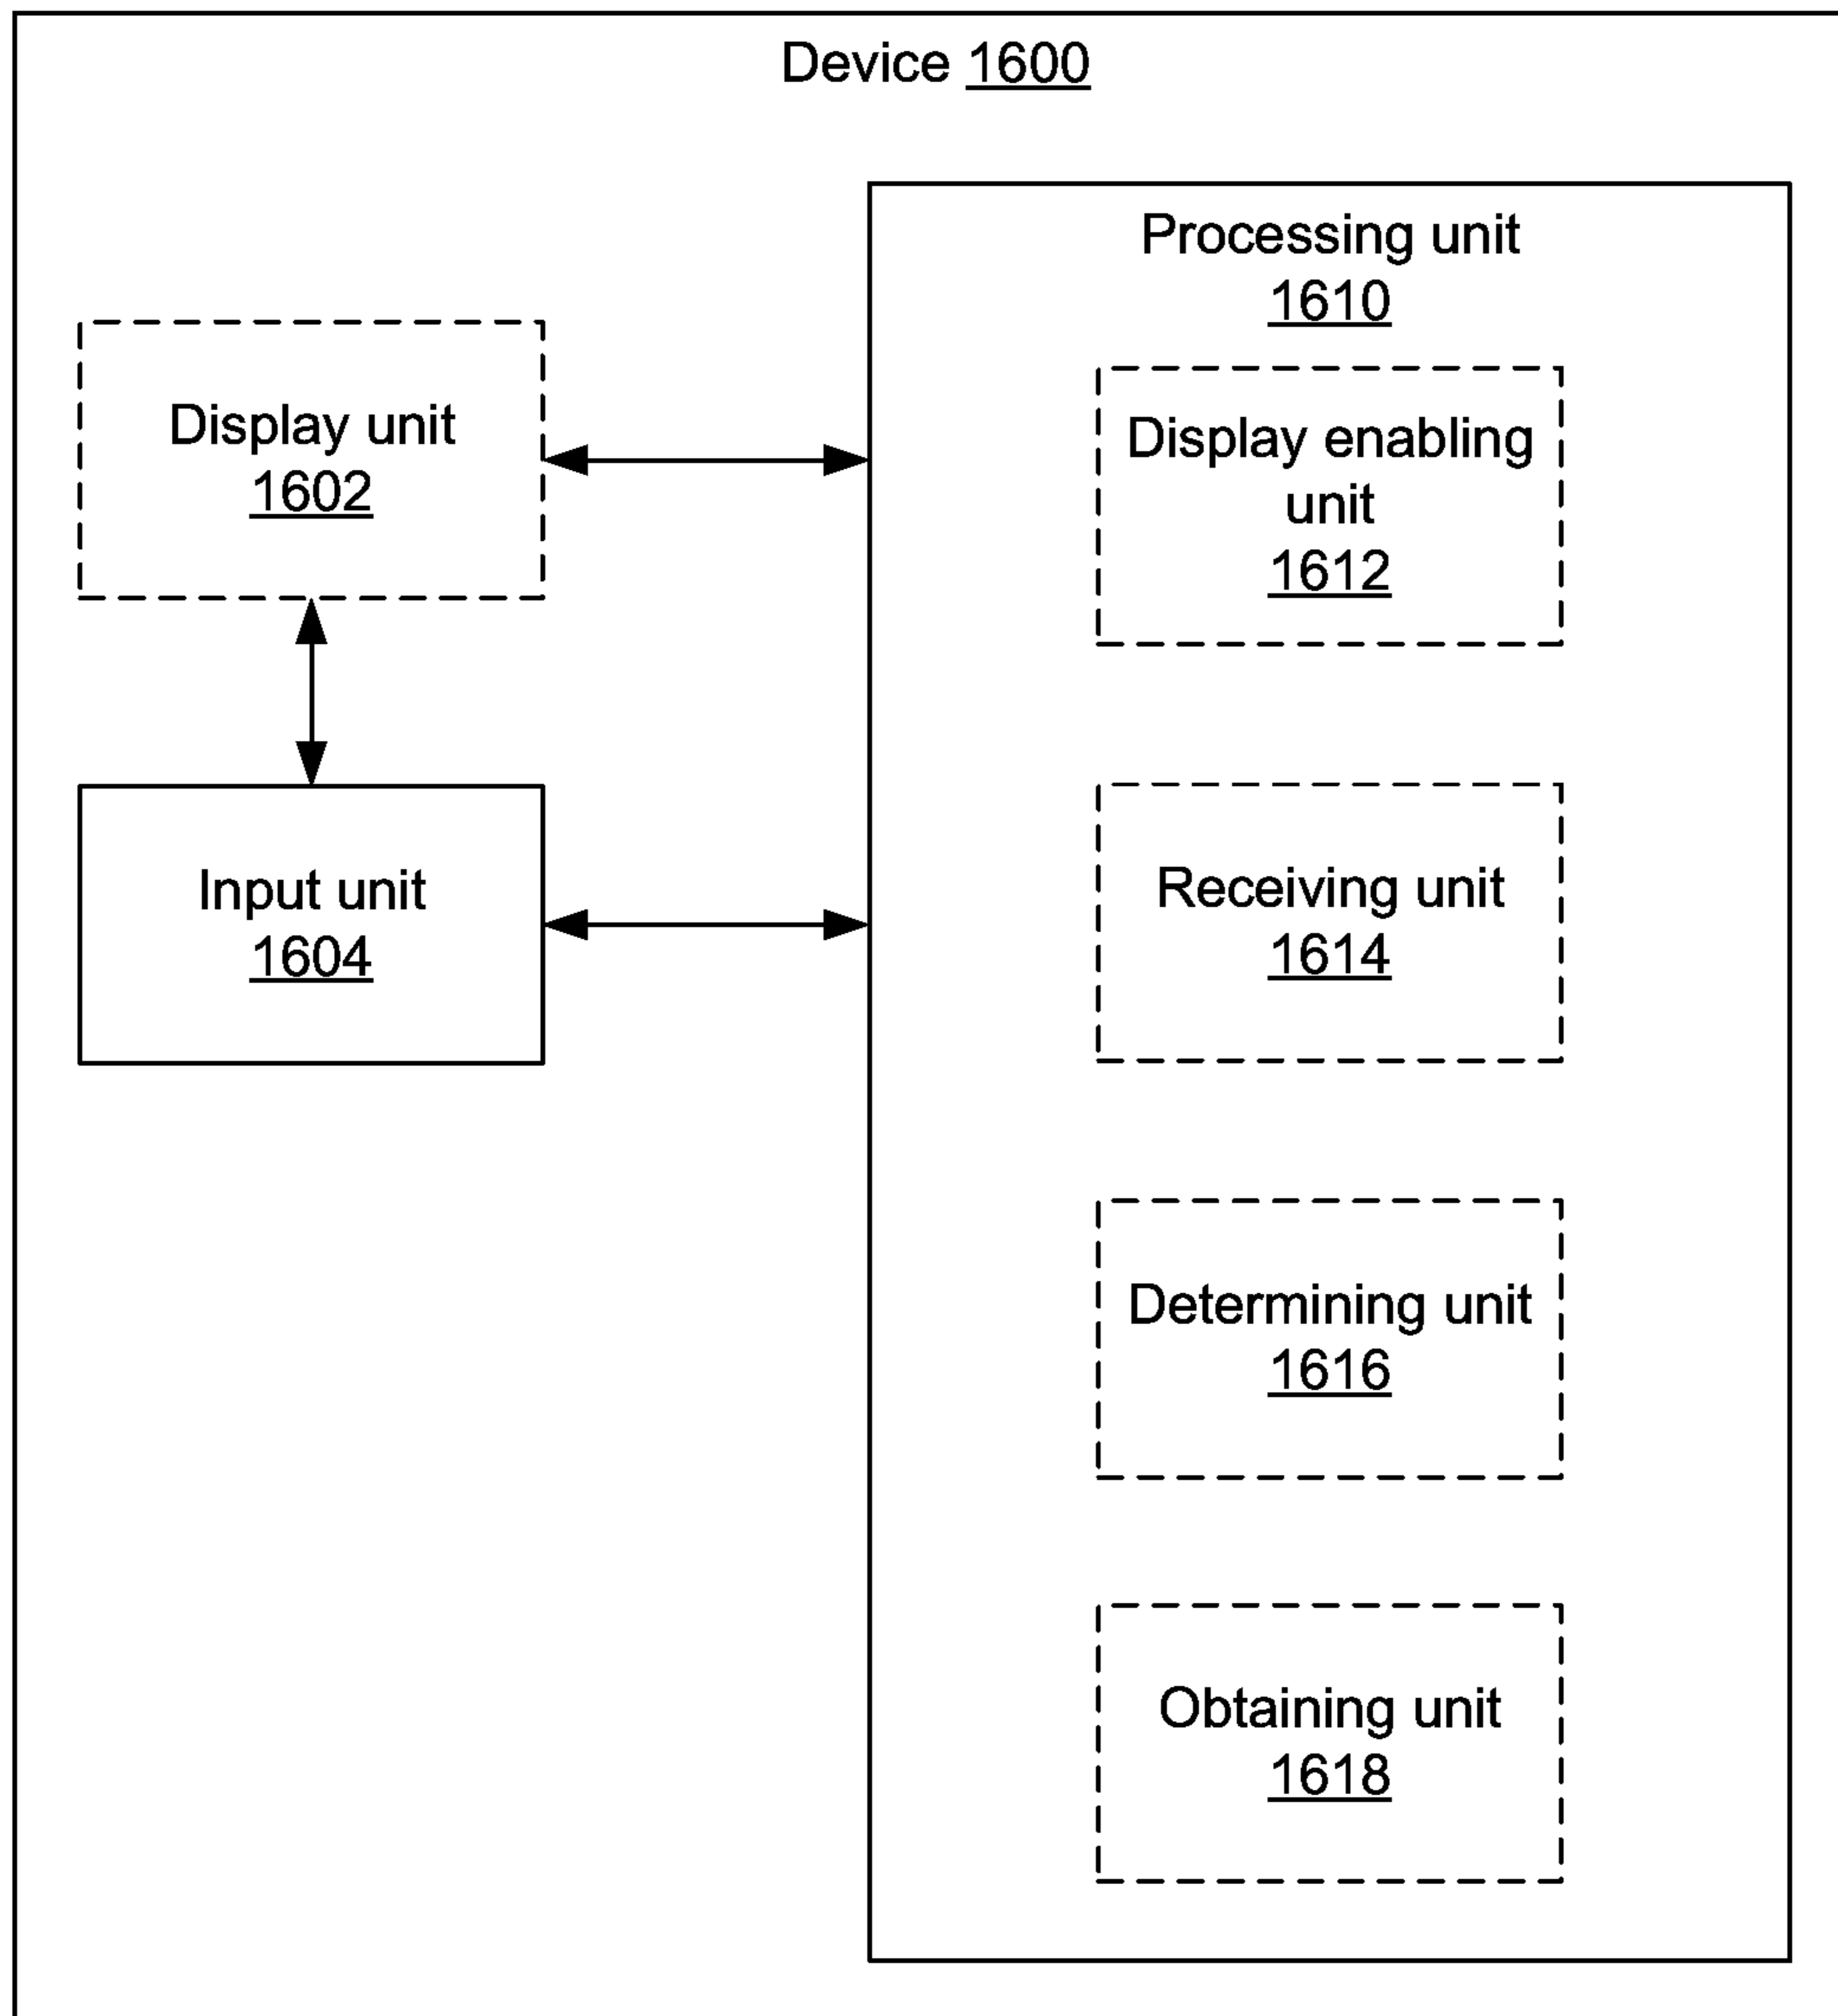 Device 1600
Processing unit
1610
Display unit
1602
Display enabling
unit
1612
Input unit
1604
Receiving unit
1614
Determining unit
1616
Obtaining unit
1618